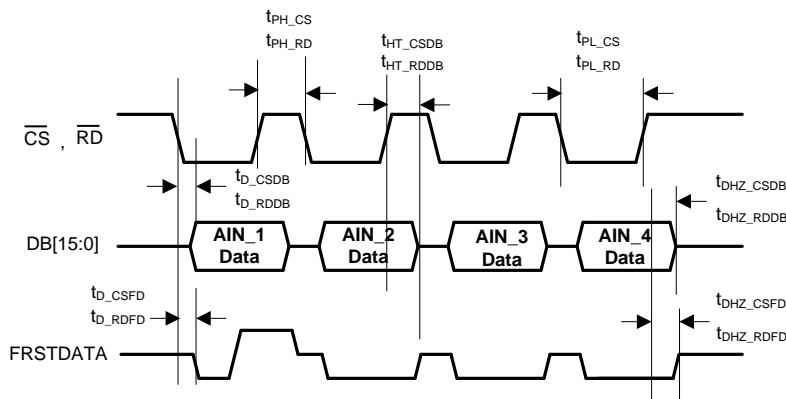 tPH_CS
tPH_RD
tHT_CSDB
tHT_RDDB
tPL_CS
tPL_RD
CS , RD
tD_CSDB
tD_RDDB
tDHZ_CSDB
tDHZ_RDDB
DB[15:0]
AIN_1
Data
AIN_2
Data
AIN_3
Data
AIN_4
Data
tD_CSFD
tD_RDFD
tDHZ_CSFD
tDHZ_RDFD
FRSTDATA